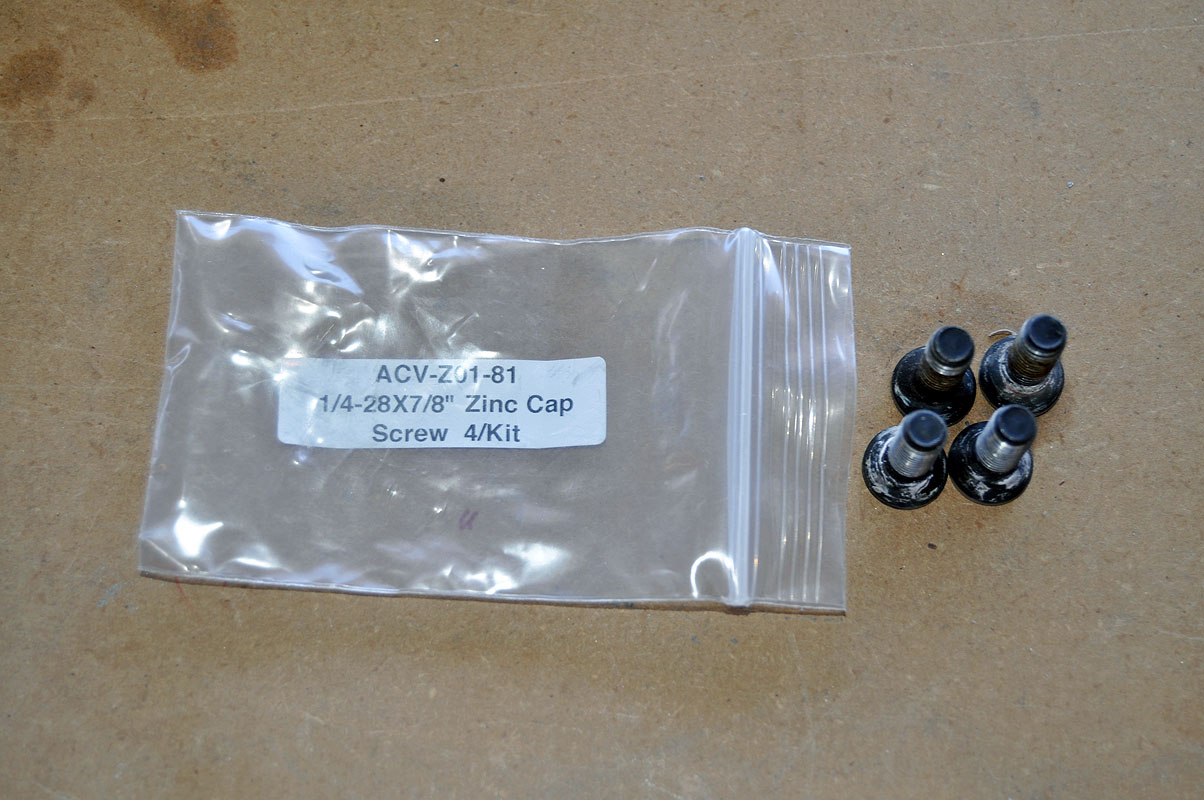 ACV-Z01-81
1/4-28X7/8" Zinc Cap
Screw 4/Kit